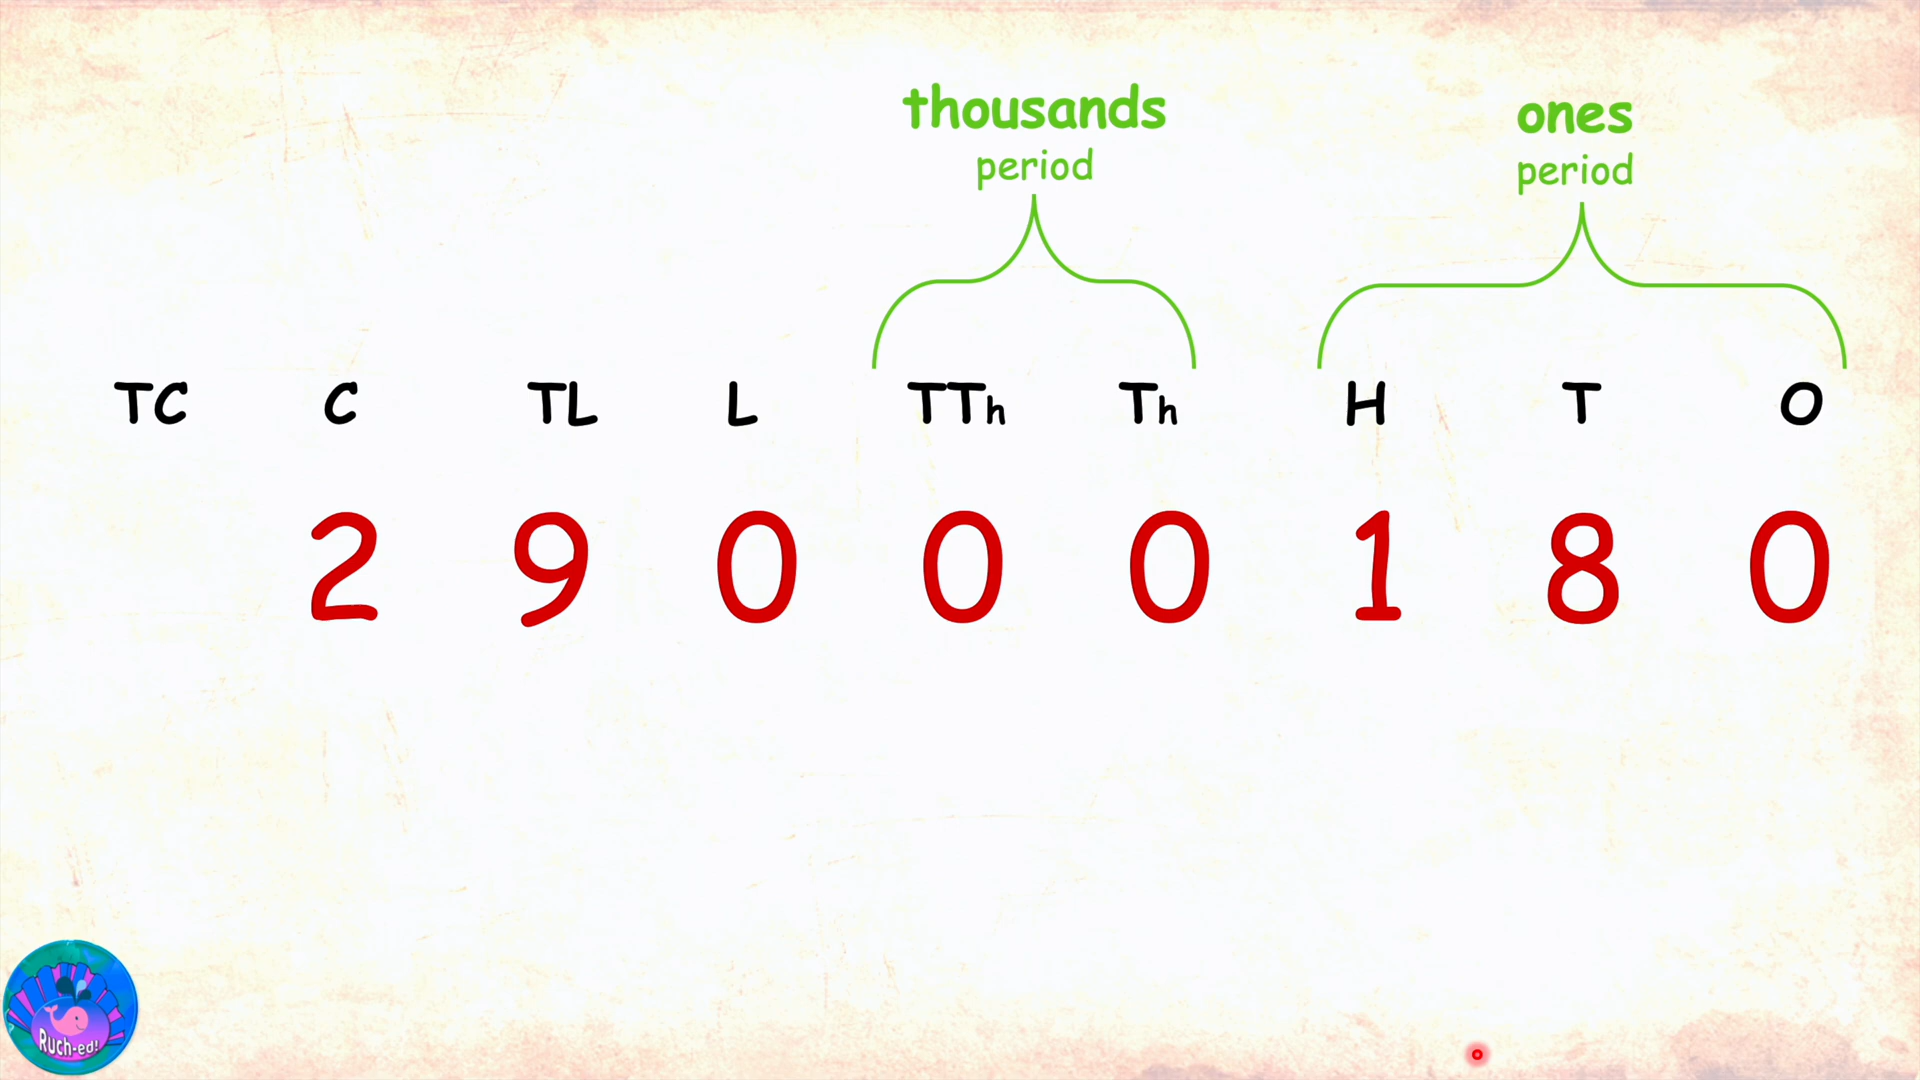 thousands
period
ones
period
TC C TL L TTh Th H T O
2 9 0 0 0 1 8 0
Ruch-ed!